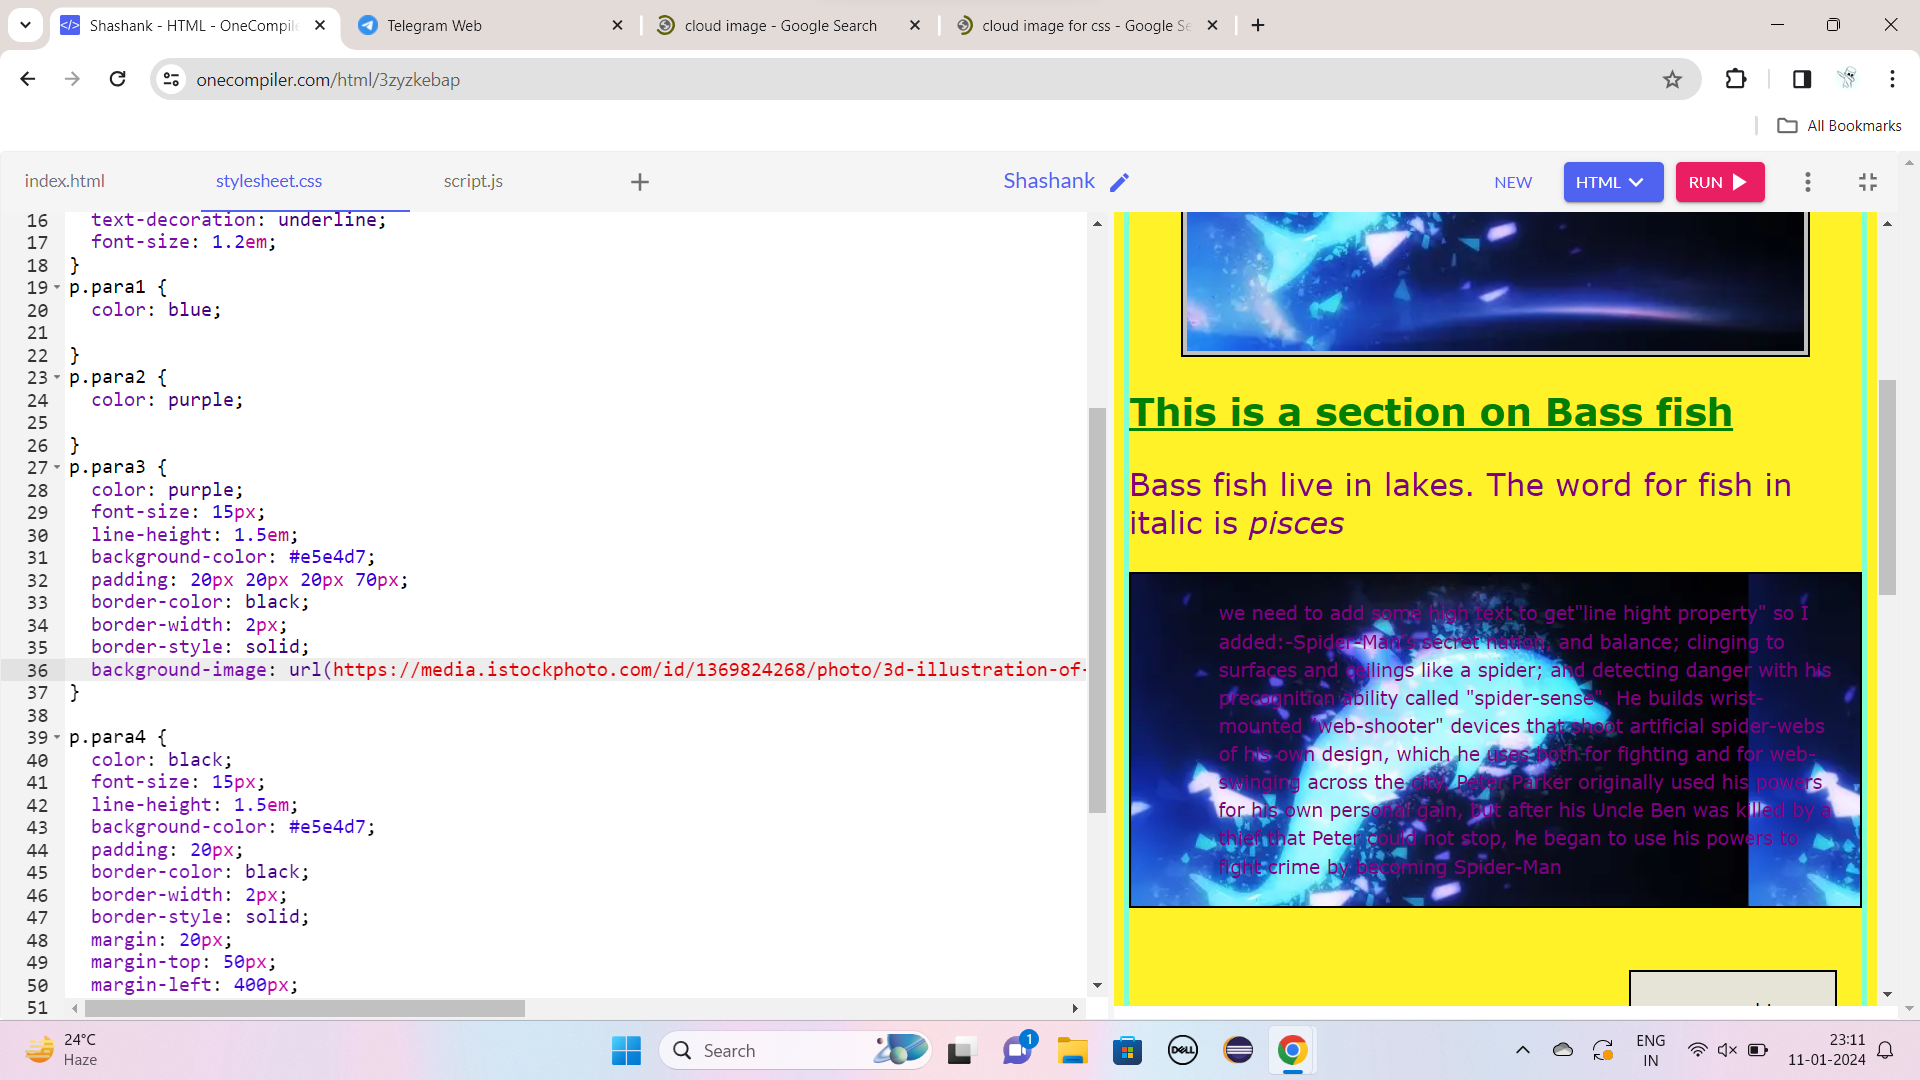 Shashank - HTML - OneCompile
Telegram Web
cloud image - Google Search
cloud image for css - Google Se
onecompiler.com/html/3zyzkebap
All Bookmarks
index.html
stylesheet.css
script.js
Shashank
NEW
HTML
RUN
16 text-decoration: underline;
17 font-size: 1.2em;
18 }
19 p.para1 {
20 color: blue;
21
22 }
23 p.para2 {
24 color: purple;
25
26 }
27 p.para3 {
28 color: purple;
29 font-size: 15px;
30 line-height: 1.5em;
31 background-color: #e5e4d7;
32 padding: 20px 20px 20px 70px;
33 border-color: black;
34 border-width: 2px;
35 border-style: solid;
36 background-image: url(https://media.istockphoto.com/id/1369824268/photo/3d-illustration-of-
37 }
38
39 p.para4 {
40 color: black;
41 font-size: 15px;
42 line-height: 1.5em;
43 background-color: #e5e4d7;
44 padding: 20px;
45 border-color: black;
46 border-width: 2px;
47 border-style: solid;
48 margin: 20px;
49 margin-top: 50px;
50 margin-left: 400px;
51
This is a section on Bass fish
Bass fish live in lakes. The word for fish in
italic is pisces
we need to add some high text to get"line hight property" so I
added:-Spider-Man's secret nation, and balance; clinging to
surfaces and ceilings like a spider; and detecting danger with his
precognition ability called "spider-sense". He builds wrist-
mounted "web-shooter" devices that shoot artificial spider-webs
of his own design, which he uses both for fighting and for web-
swinging across the city. Peter Parker originally used his powers
for his own personal gain, but after his Uncle Ben was killed by a
thief that Peter could not stop, he began to use his powers to
fight crime by becoming Spider-Man
24°C
Haze
Search
1
DELL
ENG
IN
23:11
11-01-2024